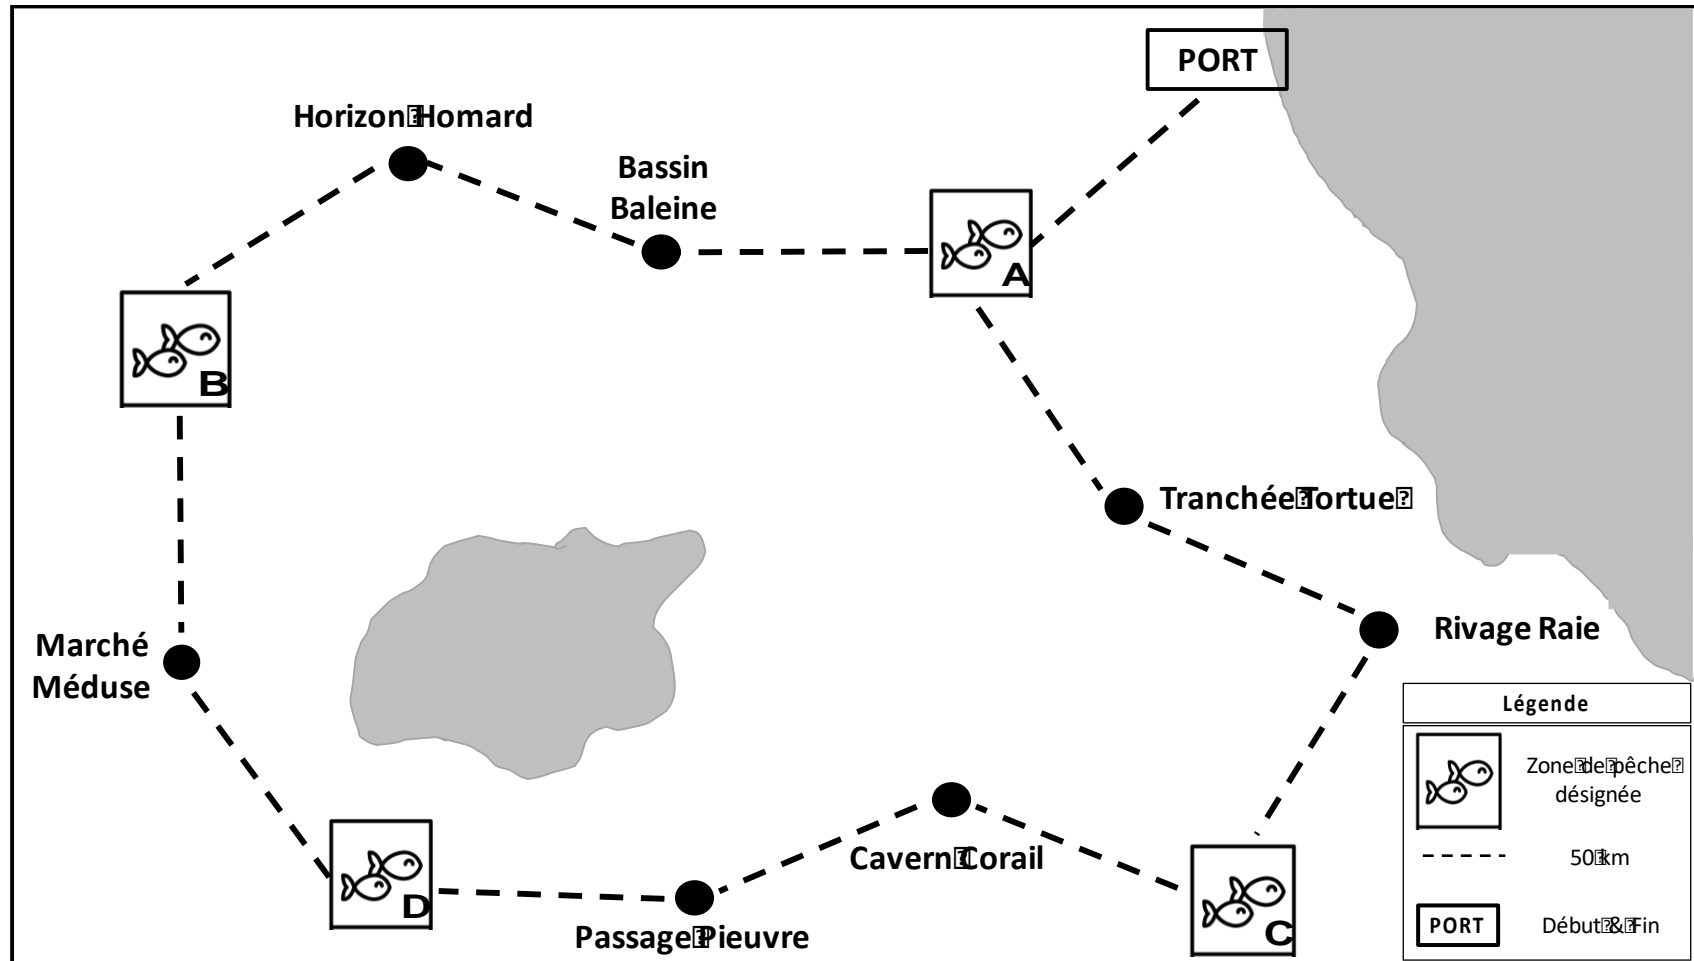 PORT
Horizon Homard
Bassin
Baleine
A
B
Tranchée Tortue
Rivage Raie
Marché
Méduse
Cavern Corail
D
Passage Pieuvre
C
Légende
Zone de pêche
désignée
50 km
PORT
Début & Fin